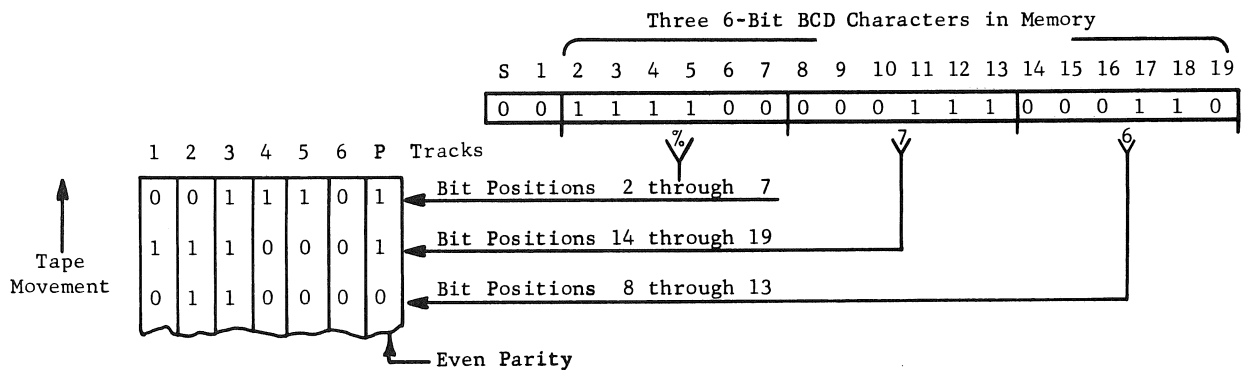 Three 6-Bit BCD Characters in Memory
S 1 2 3 4 5 6 7 8 9 10 11 12 13 14 15 16 17 18 19
0 0 1 1 1 1 0 0 0 0 0 1 1 1 0 0 0 1 1 0
% 7 6
1 2 3 4 5 6 P Tracks
0 0 1 1 1 0 1 Bit Positions 2 through 7
1 1 1 0 0 0 1 Bit Positions 14 through 19
0 1 1 0 0 0 0 Bit Positions 8 through 13
Tape
Movement
Even Parity